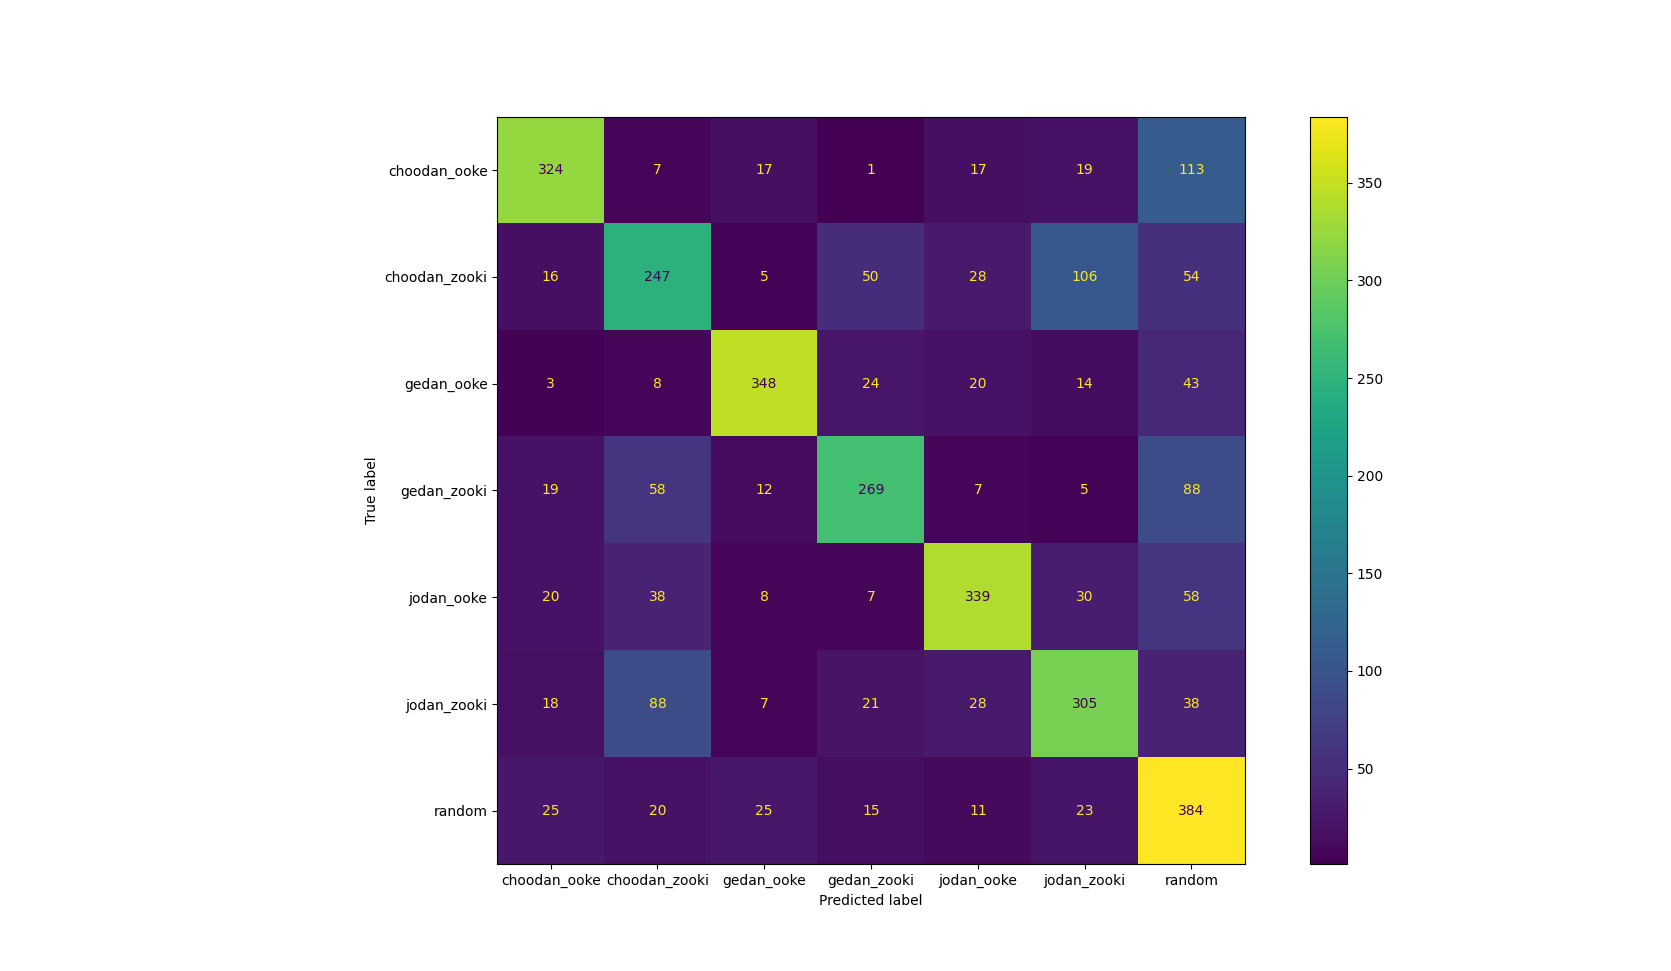 choodan_ooke 324 7 17 1 17 19 113
choodan_zooki 16 247 5 50 28 106 54
gedan_ooke 3 8 348 24 20 14 43
gedan_zooki 19 58 12 269 7 5 88
jodan_ooke 20 38 8 7 339 30 58
jodan_zooki 18 88 7 21 28 305 38
random 25 20 25 15 11 23 384
True label
choodan_ooke choodan_zooki gedan_ooke gedan_zooki jodan_ooke jodan_zooki random
Predicted label
350
300
250
200
150
100
50